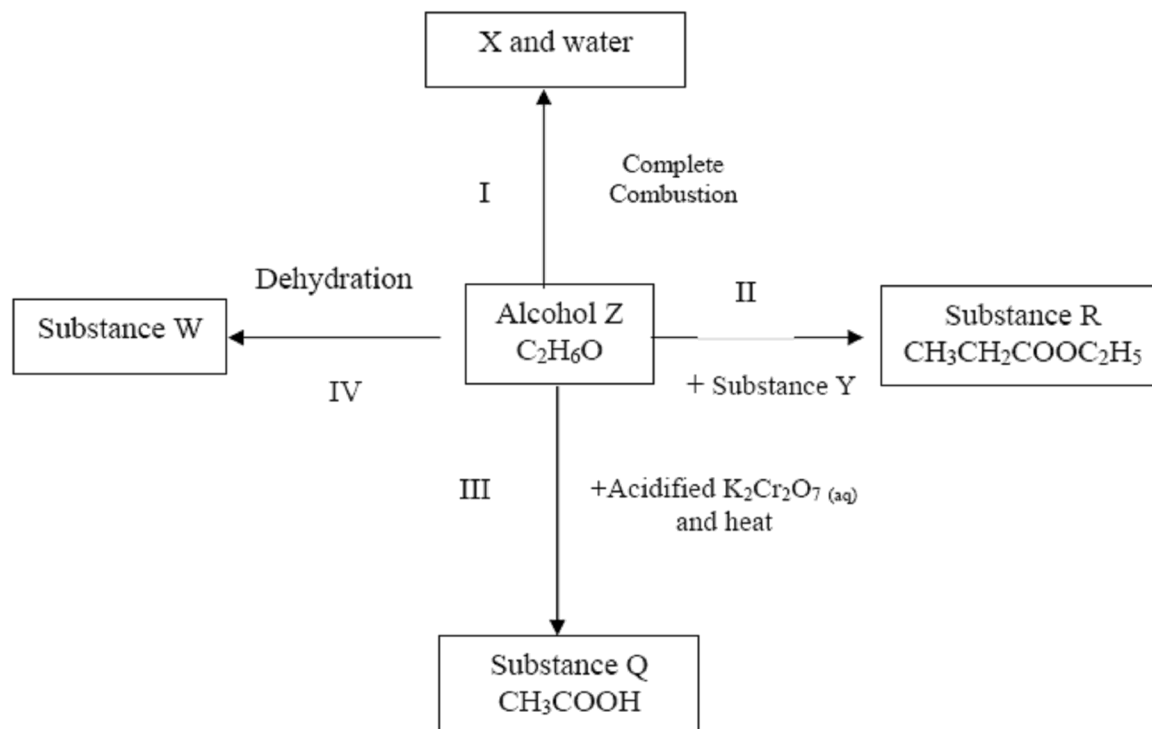 X and water
I
Complete
Combustion
Dehydration
II
Substance W
Alcohol Z
C₂H₆O
Substance R
CH₃CH₂COOC₂H₅
IV
+ Substance Y
III
+Acidified K₂Cr₂O₇ (aq)
and heat
Substance Q
CH₃COOH